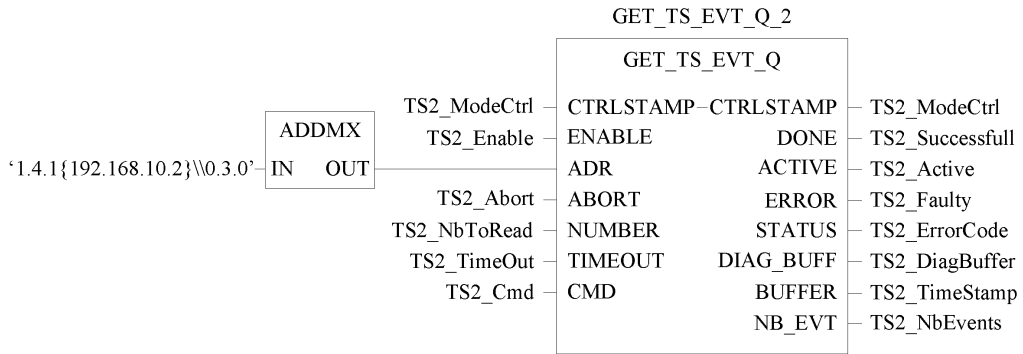 GET_TS_EVT_Q_2
GET_TS_EVT_Q
TS2_ModeCtrl CTRLSTAMP CTRLSTAMP TS2_ModeCtrl
ADDMX TS2_Enable ENABLE DONE TS2_Successfull
‘1.4.1{192.168.10.2}\\0.3.0’ IN OUT ADR ACTIVE TS2_Active
TS2_Abort ABORT ERROR TS2_Faulty
TS2_NbToRead NUMBER STATUS TS2_ErrorCode
TS2_TimeOut TIMEOUT DIAG_BUFF TS2_DiagBuffer
TS2_Cmd CMD BUFFER TS2_TimeStamp
NB_EVT TS2_NbEvents